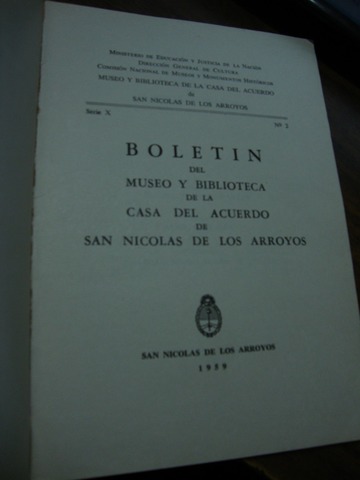 Ministerio de Educación y Justicia de la Nación
Dirección General de Cultura
Comisión Nacional de Museos y Monumentos Históricos
MUSEO Y BIBLIOTECA DE LA CASA DEL ACUERDO
de
SAN NICOLAS DE LOS ARROYOS
Serie X Nº 2
BOLETIN
DEL
MUSEO Y BIBLIOTECA
DE LA
CASA DEL ACUERDO
DE
SAN NICOLAS DE LOS ARROYOS
SAN NICOLAS DE LOS ARROYOS
1959